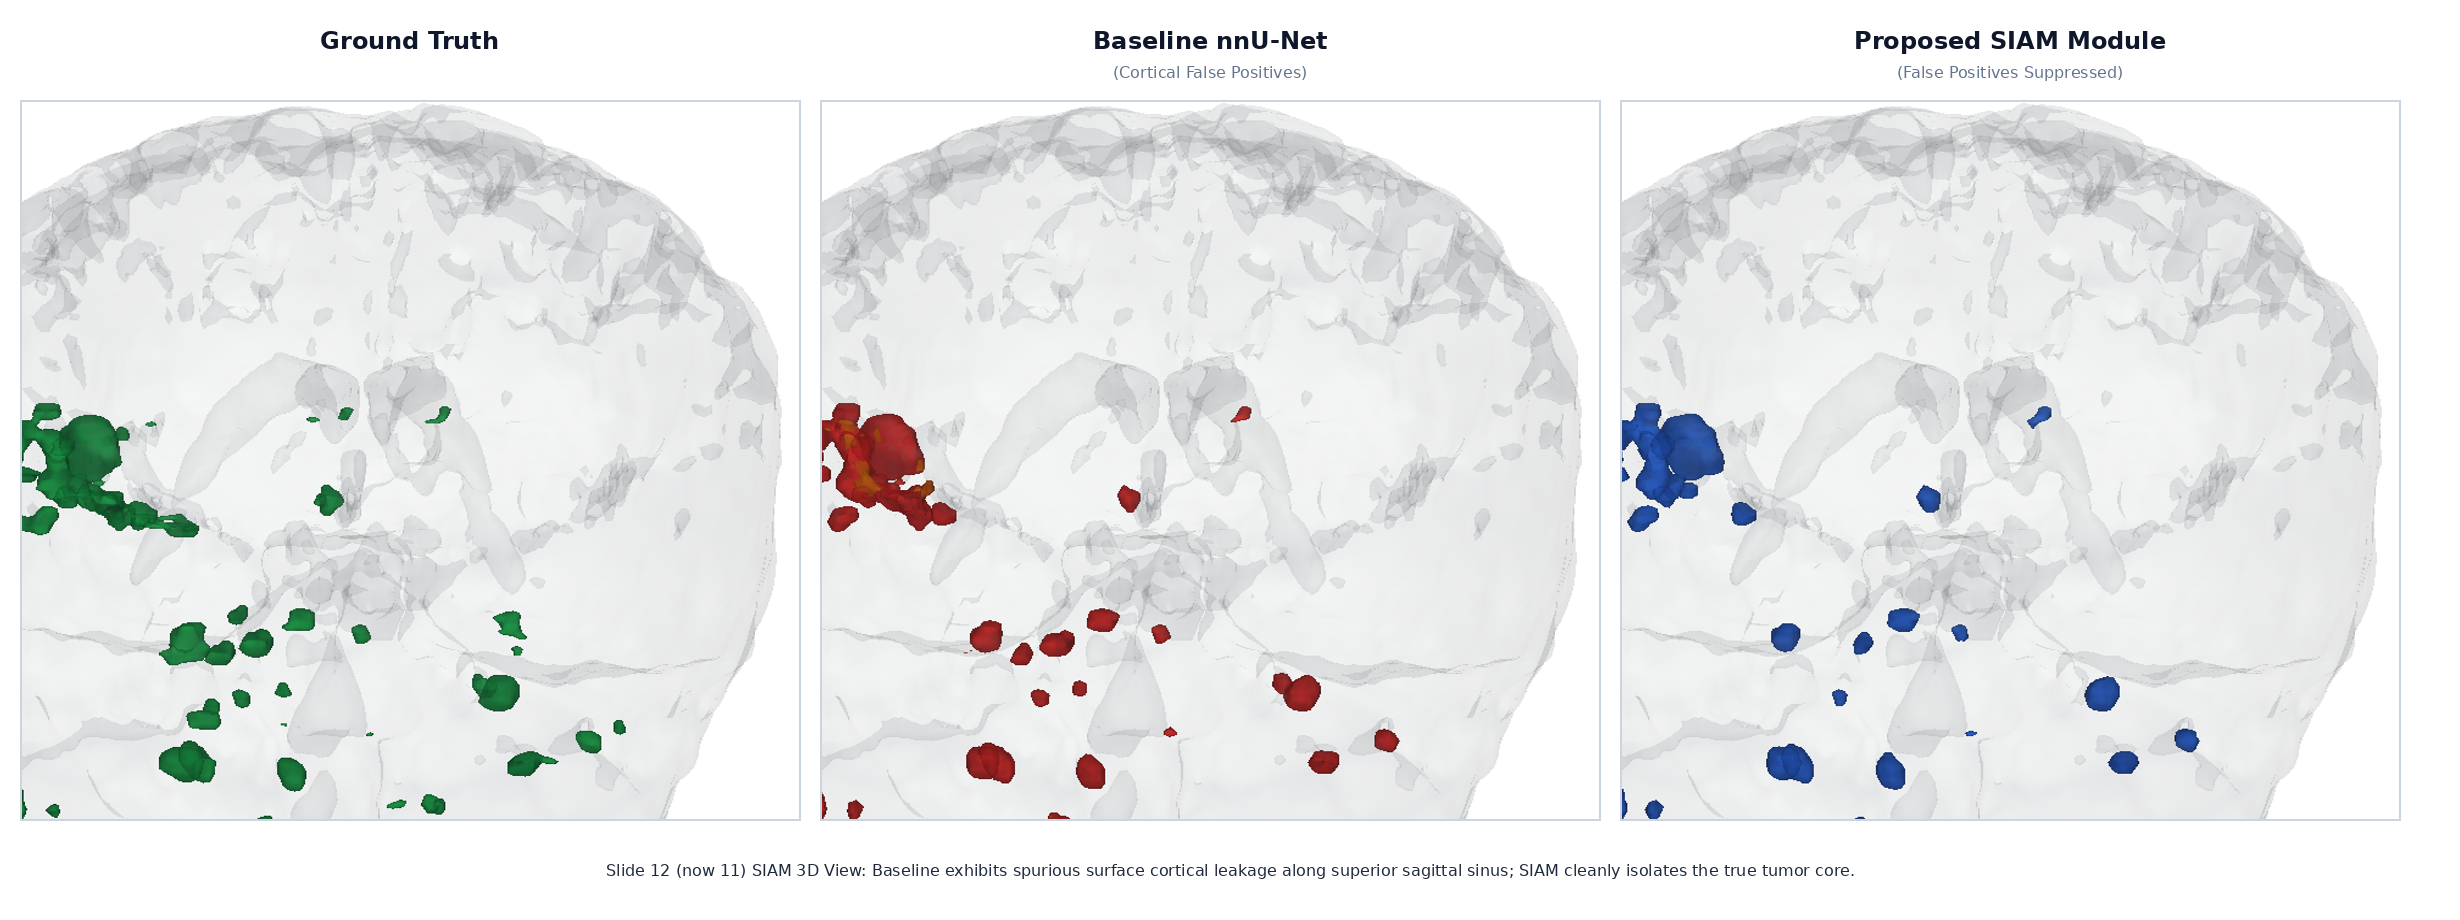 Ground Truth
Baseline nnU-Net
(Cortical False Positives)
Proposed SIAM Module
(False Positives Suppressed)
Slide 12 (now 11) SIAM 3D View: Baseline exhibits spurious surface cortical leakage along superior sagittal sinus; SIAM cleanly isolates the true tumor core.